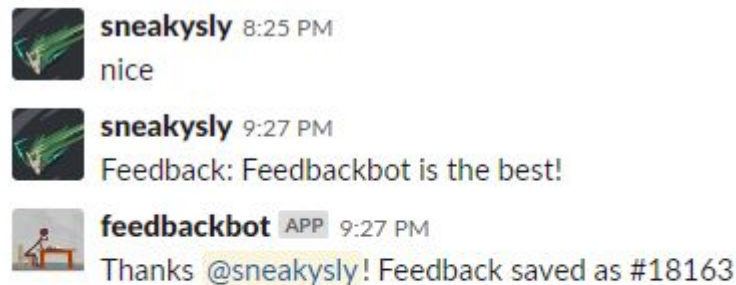 sneakysly 8:25 PM
nice
sneakysly 9:27 PM
Feedback: Feedbackbot is the best!
feedbackbot APP 9:27 PM
Thanks @sneakysly! Feedback saved as #18163